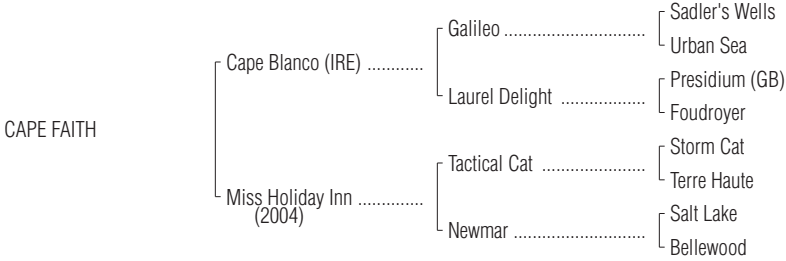 Sadler's Wells
Galileo ..............................
Urban Sea
Cape Blanco (IRE) ............
Presidium (GB)
Laurel Delight ..................
Foudroyer
CAPE FAITH
Storm Cat
Tactical Cat ......................
Terre Haute
Miss Holiday Inn ..............
(2004)
Salt Lake
Newmar ............................
Bellewood